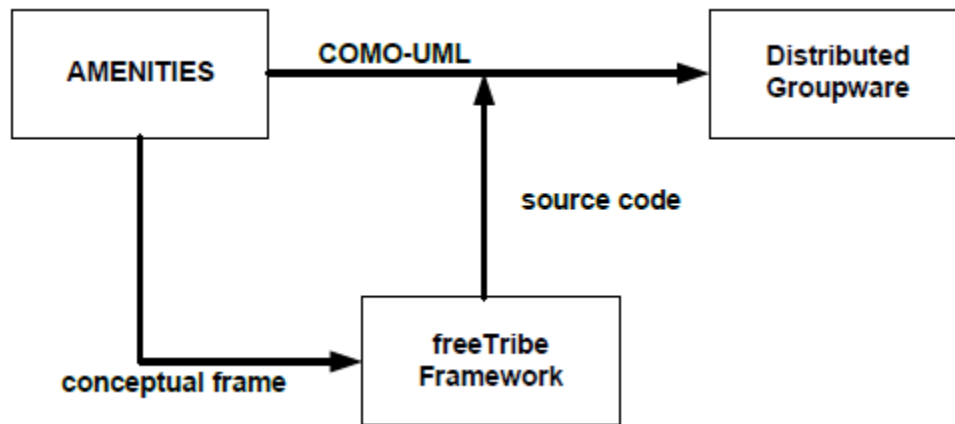 AMENITIES
COMO-UML
Distributed
Groupware
source code
freeTribe
Framework
conceptual frame